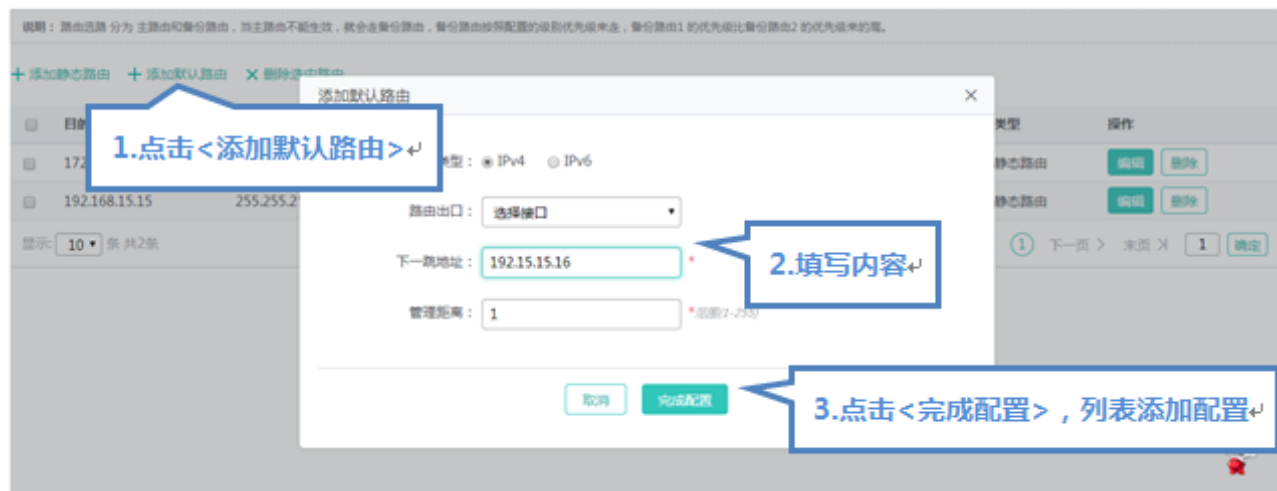 说明： 路由选路 分为 主路由和备份路由，当主路由不能生效，就会走备份路由，备份路由按照配置的级别优先级来走，备份路由1 的优先级比备份路由2 的优先级来的高。
添加静态路由 添加默认路由 删除选中路由
添加默认路由
1.点击<添加默认路由>
类型 操作
类型： IPv4 IPv6
172 静态路由 编辑 删除
192.168.15.15 255.255.2 静态路由 编辑 删除
路由出口： 选择接口
显示: 10 条 共2条
1 下一页 末页 1 确定
下一跳地址： 192.15.15.16 *
2.填写内容
管理距离： 1 *范围(1-255)
取消 完成配置
3.点击<完成配置>，列表添加配置